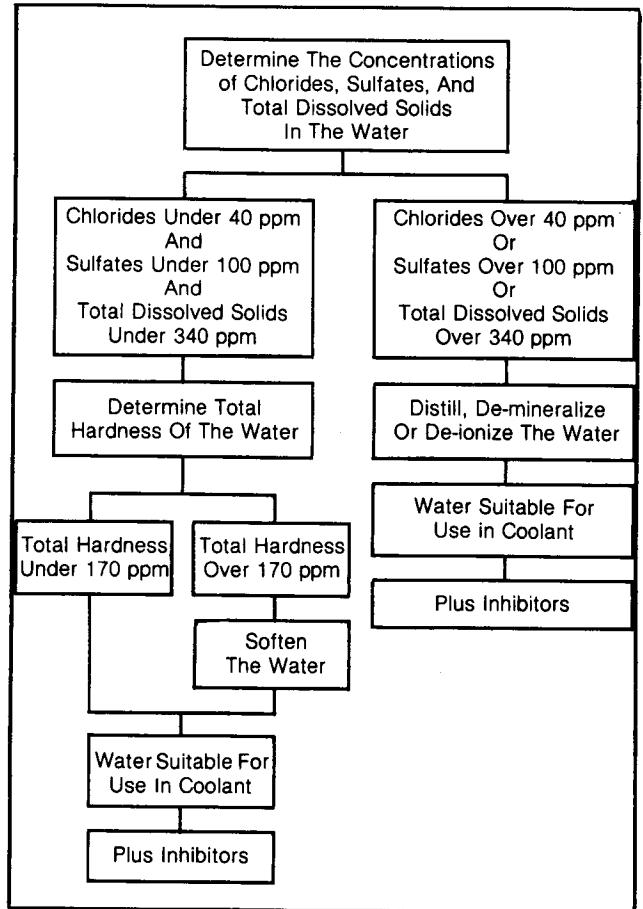 Determine The Concentrations
of Chlorides, Sulfates, And
Total Dissolved Solids
In The Water
Chlorides Under 40 ppm
And
Sulfates Under 100 ppm
And
Total Dissolved Solids
Under 340 ppm
Chlorides Over 40 ppm
Or
Sulfates Over 100 ppm
Or
Total Dissolved Solids
Over 340 ppm
Determine Total
Hardness Of The Water
Distill, De-mineralize
Or De-ionize The Water
Water Suitable For
Use in Coolant
Plus Inhibitors
Total Hardness
Under 170 ppm
Total Hardness
Over 170 ppm
Soften
The Water
Water Suitable For
Use In Coolant
Plus Inhibitors